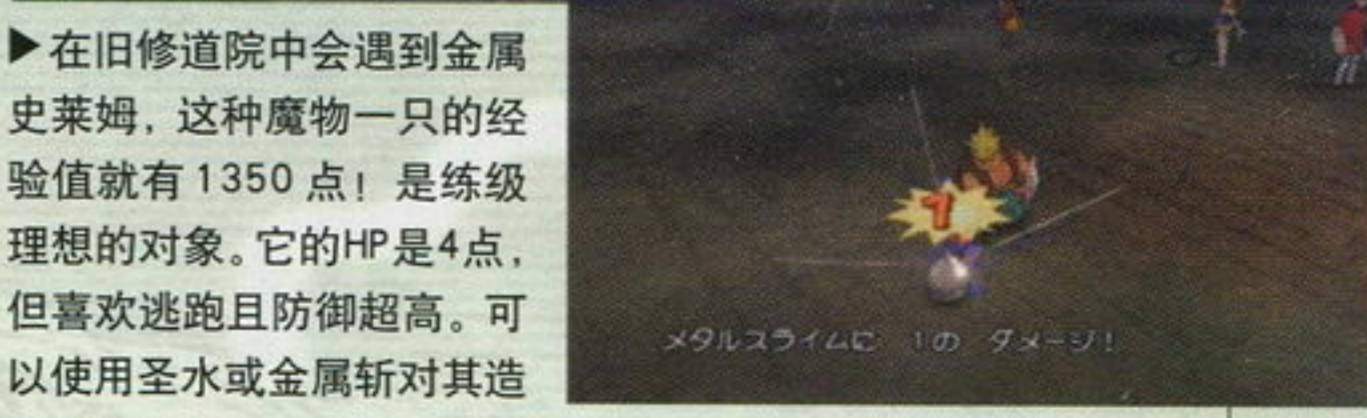 ▶在旧修道院中会遇到金属
史莱姆，这种魔物一只的经
验值就有1350点！是练级
理想的对象。它的HP是4点，
但喜欢逃跑且防御超高。可
以使用圣水或金属斩对其造
1
メタルスライムに 1の ダメージ!